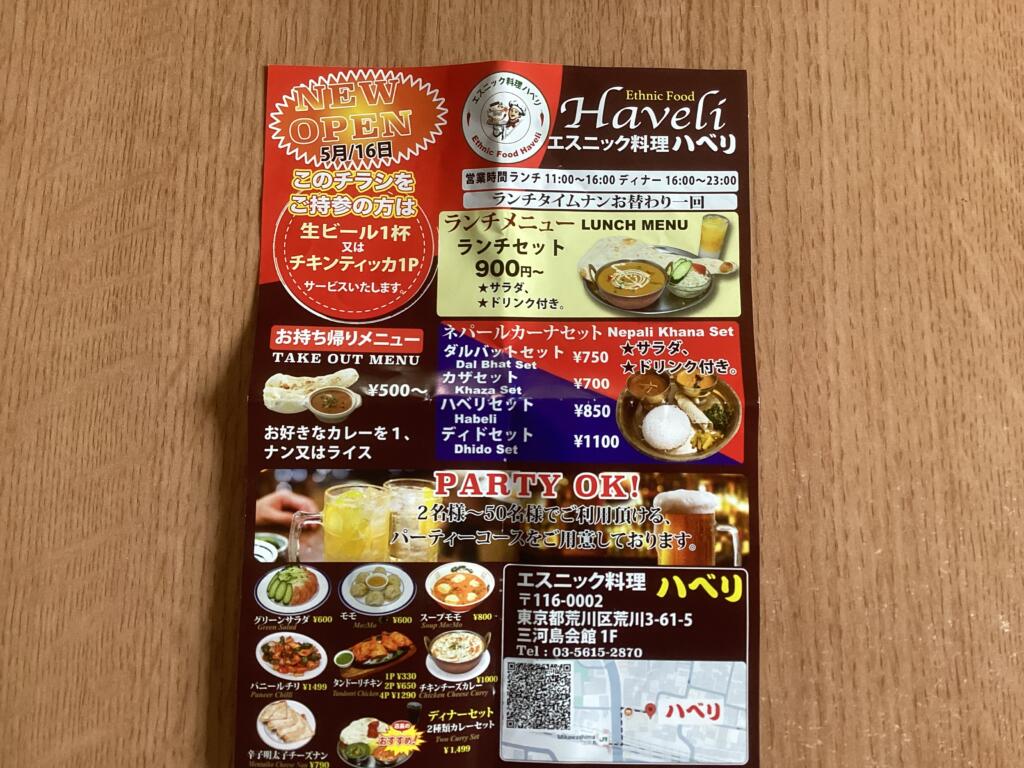 NEW
OPEN
5月/16日
このチラシを
ご持参の方は
生ビール1杯
又は
チキンティッカ1P
サービスいたします。
エスニック料理ハベリ
Ethnic Food Haveli
Ethnic Food
Haveli
エスニック料理ハベリ
営業時間 ランチ 11:00～16:00 ディナー 16:00～23:00
ランチタイムナンお替わり一回
ランチメニュー LUNCH MENU
ランチセット
900円～
★サラダ、
★ドリンク付き。
お持ち帰りメニュー
TAKE OUT MENU
¥500～
お好きなカレーを１、
ナン又はライス
ネパールカーナセット Nepali Khana Set
ダルバットセット ¥750
Dal Bhat Set
カザセット ¥700
Khaza Set
ハベリセット ¥850
Habeli
ディドセット ¥1100
Dhido Set
★サラダ、
★ドリンク付き。
PARTY OK!
２名様～50名様でご利用頂ける、
パーティーコースをご用意しております。
グリーンサラダ ¥600
Green Salad
モモ ¥600
Mo:Mo
スープモモ ¥800
Soup Mo:Mo
パニールチリ ¥1499
Paneer Chilli
タンドーリチキン
Tandoori Chicken
1P ¥330
2P ¥650
4P ¥1290
チキンチーズカレー ¥1000
Chicken Cheese Curry
辛子明太子チーズナン
Mentaiko Cheese Nan ¥790
店長の
おすすめ!
ディナーセット
2種類カレーセット
Two Curry Set
¥1,499
エスニック料理 ハベリ
〒116-0002
東京都荒川区荒川3-61-5
三河島会館 1F
Tel : 03-5615-2870
ハベリ
Mikawashima
JR